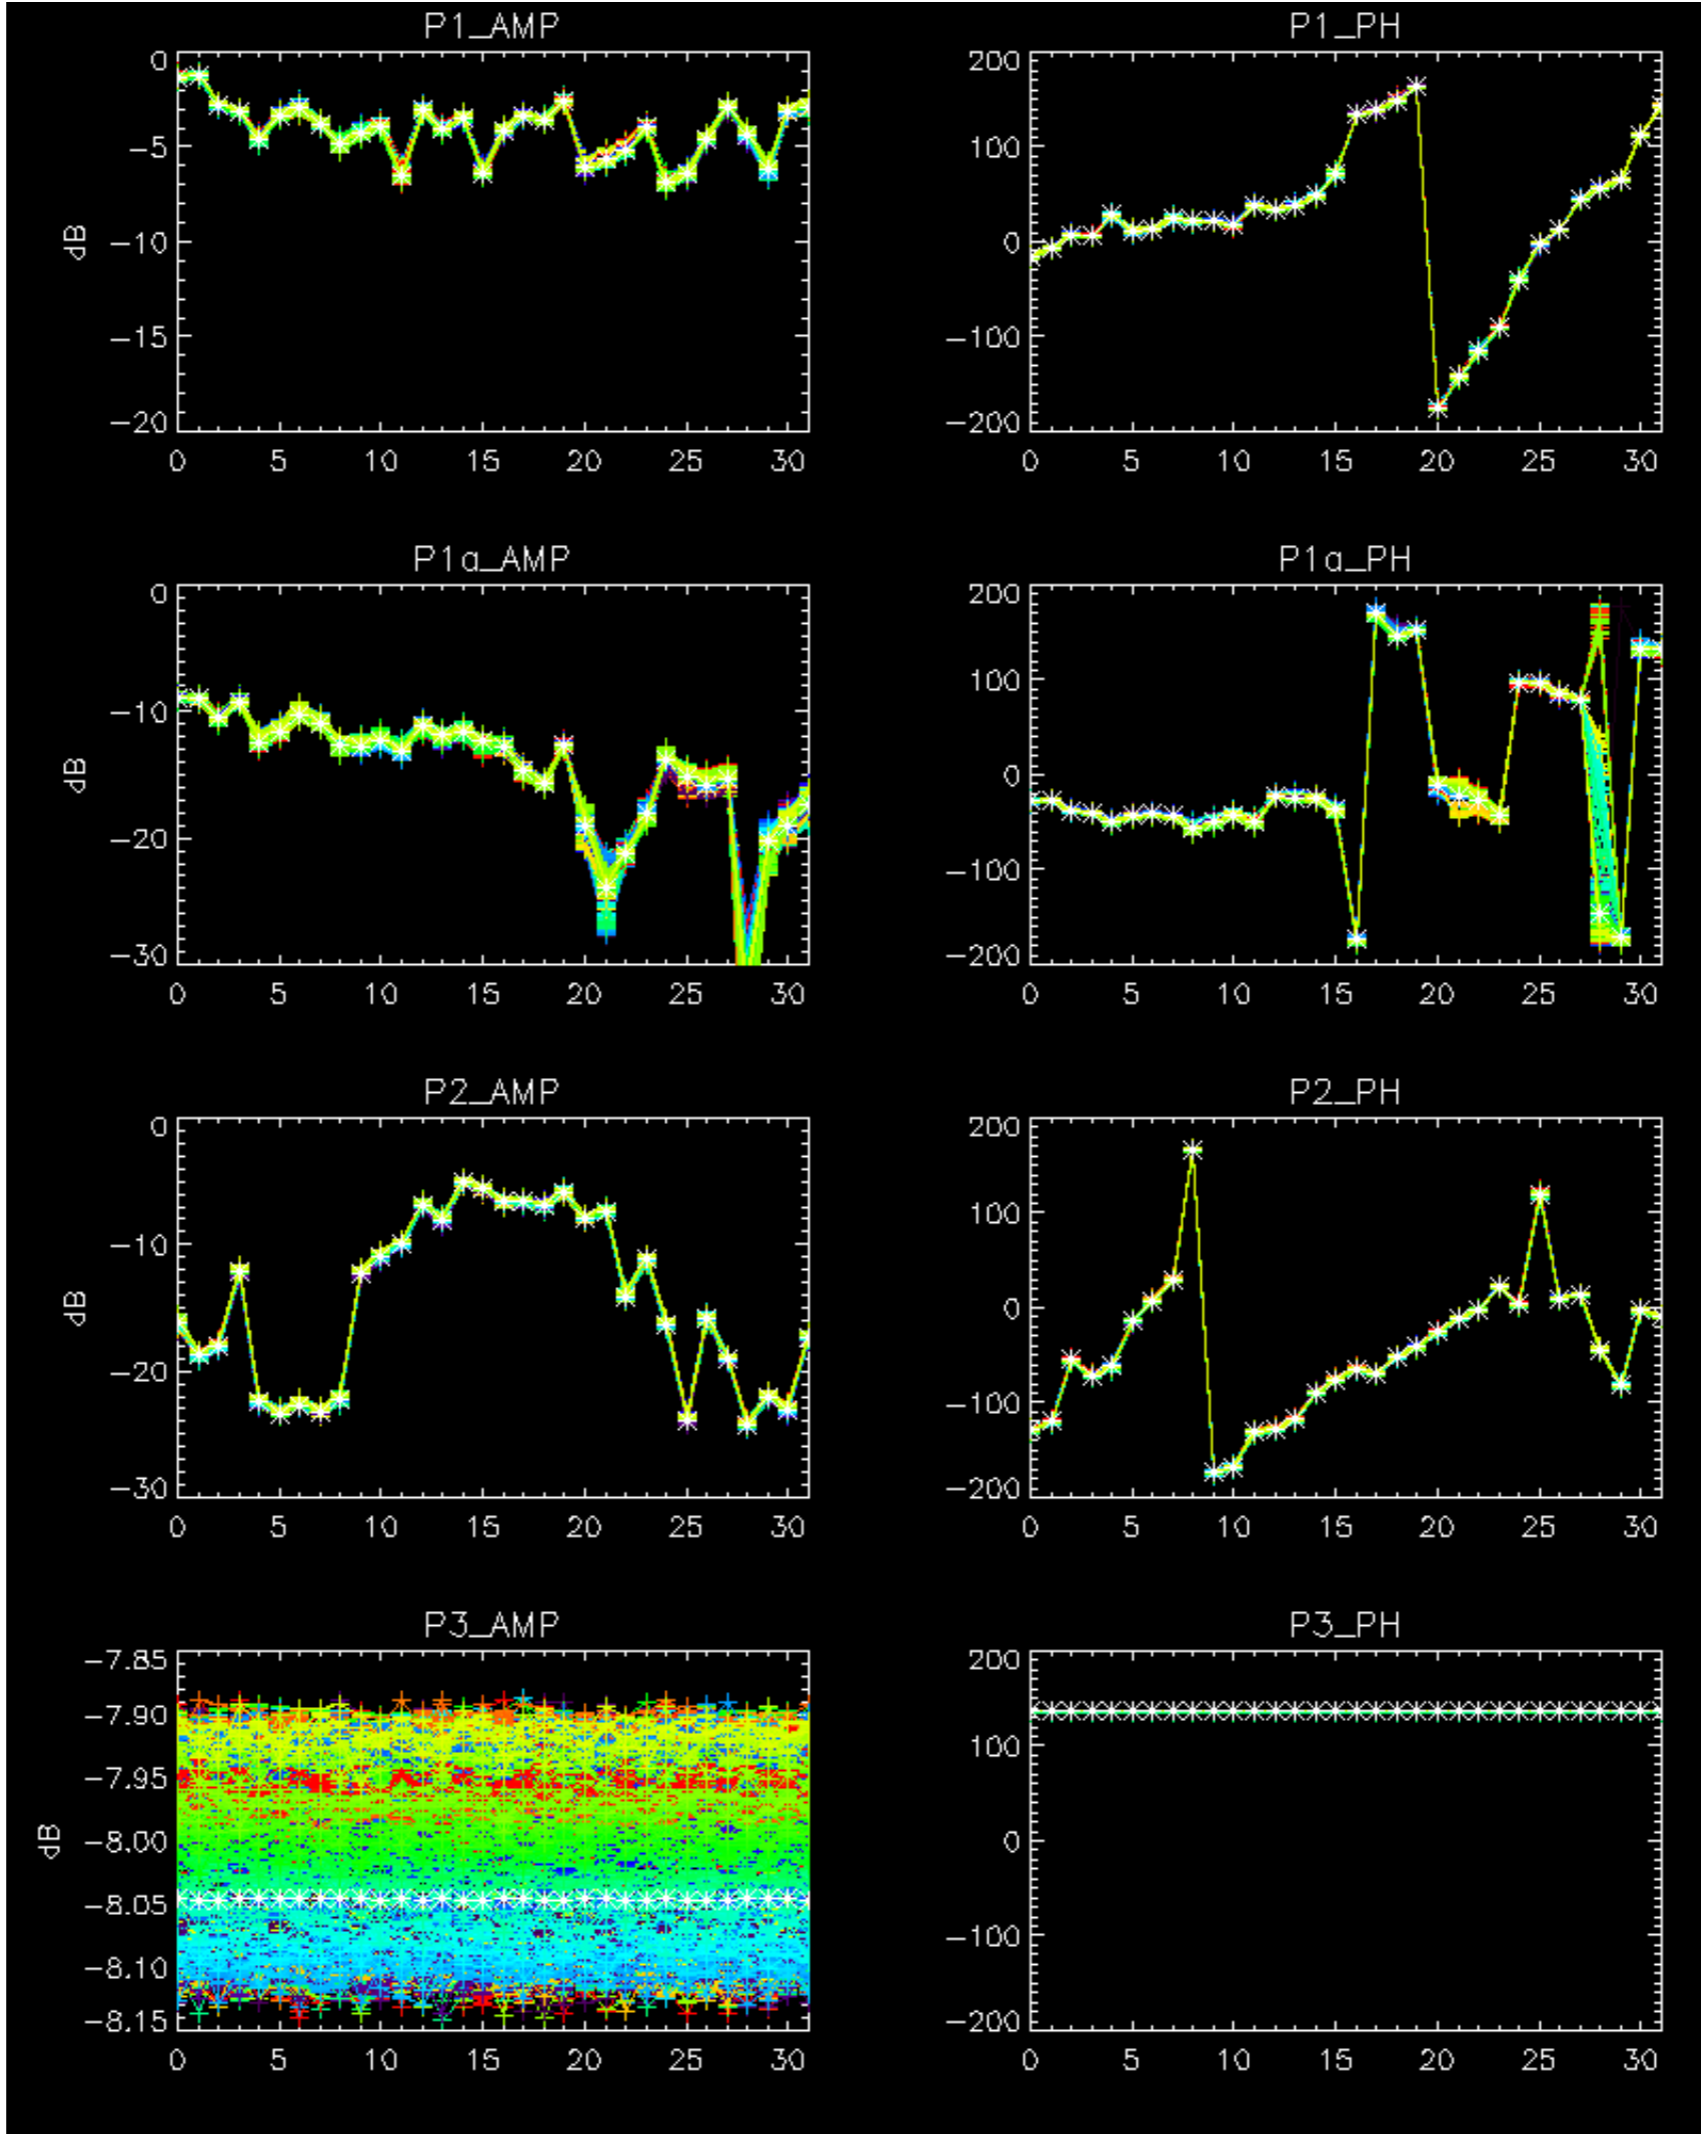 P1_AMP P1_PH
0 200
-5 100
dB
-10 0
-15 -100
-20 -200
0 5 10 15 20 25 30 0 5 10 15 20 25 30
P1a_AMP P1a_PH
0 200
-10 100
dB 0
-20 -100
-30 -200
0 5 10 15 20 25 30 0 5 10 15 20 25 30
P2_AMP P2_PH
0 200
-10 100
dB 0
-20 -100
-30 -200
0 5 10 15 20 25 30 0 5 10 15 20 25 30
P3_AMP P3_PH
-7.85 200
-7.90
-7.95 100
dB -8.00 0
-8.05
-8.10 -100
-8.15 -200
0 5 10 15 20 25 30 0 5 10 15 20 25 30